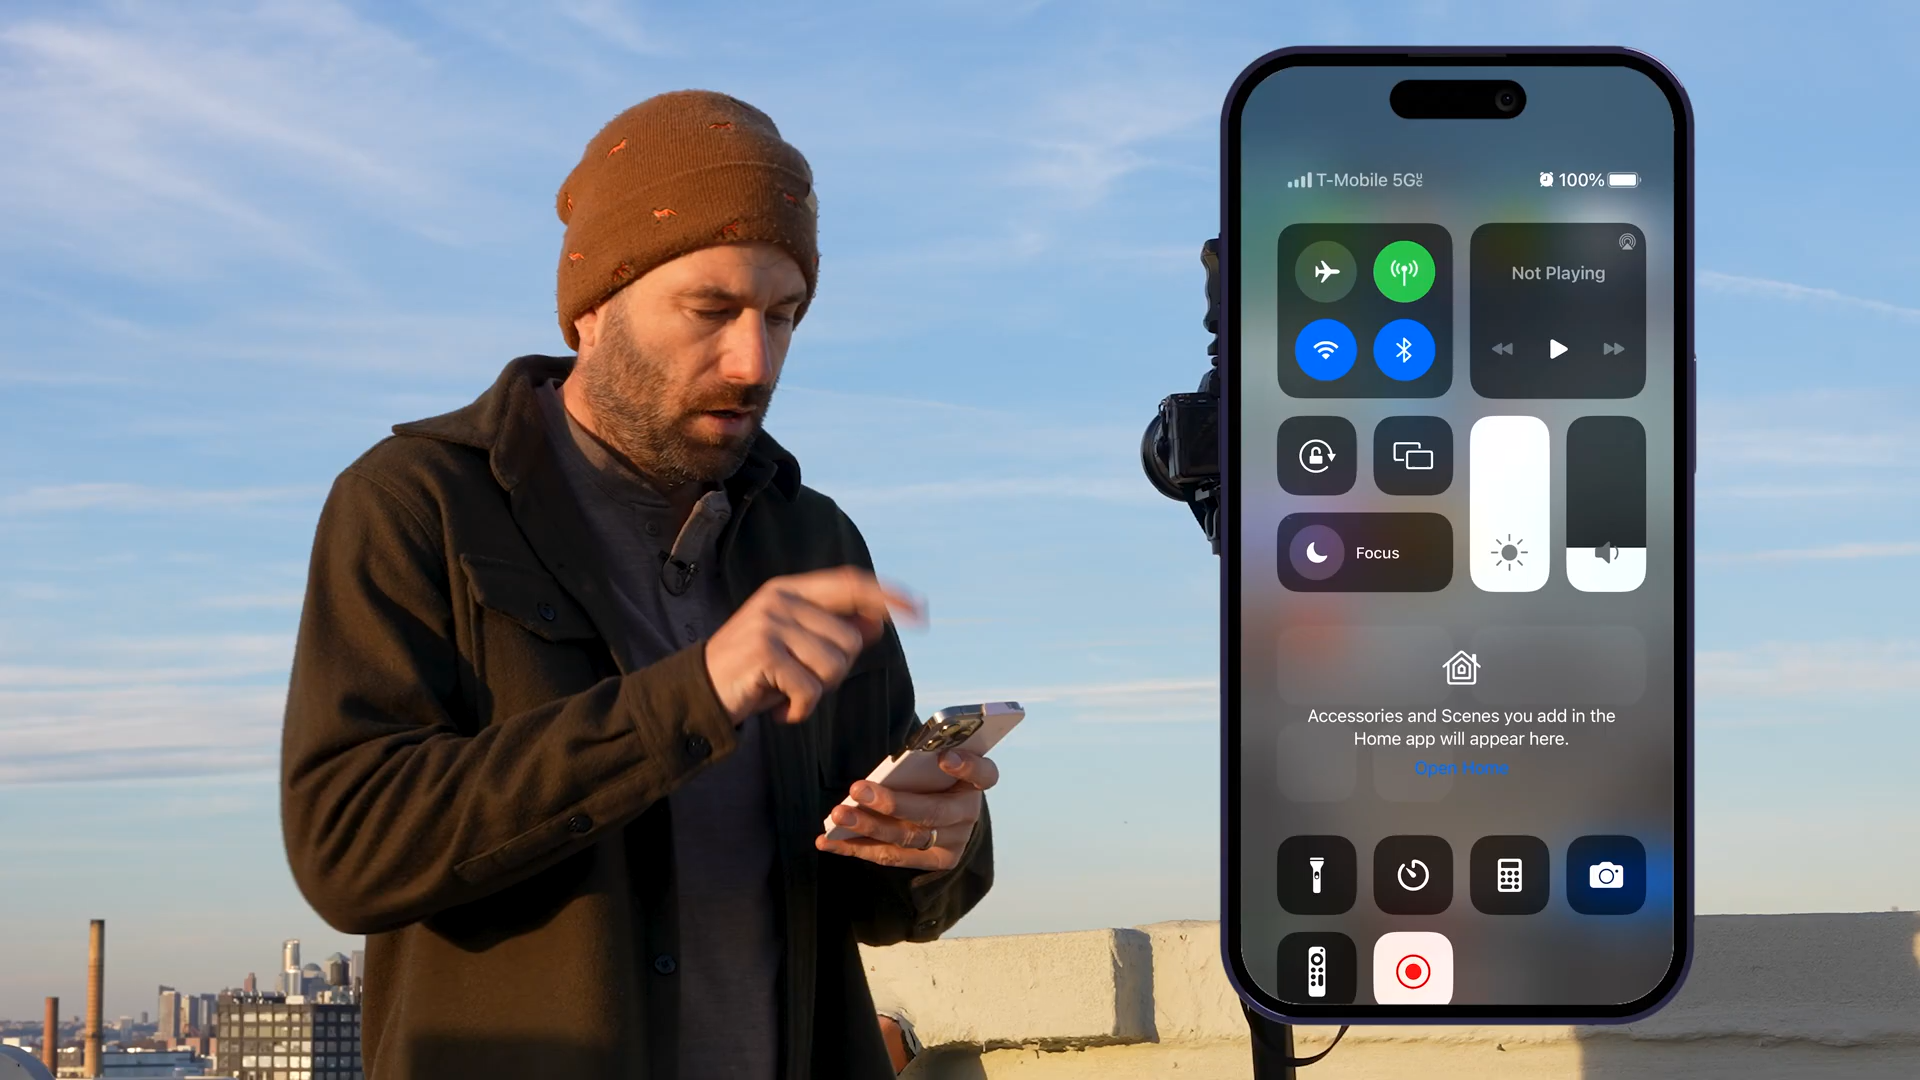 T-Mobile 5GUC
100%
Not Playing
Focus
Accessories and Scenes you add in the
Home app will appear here.
Open Home